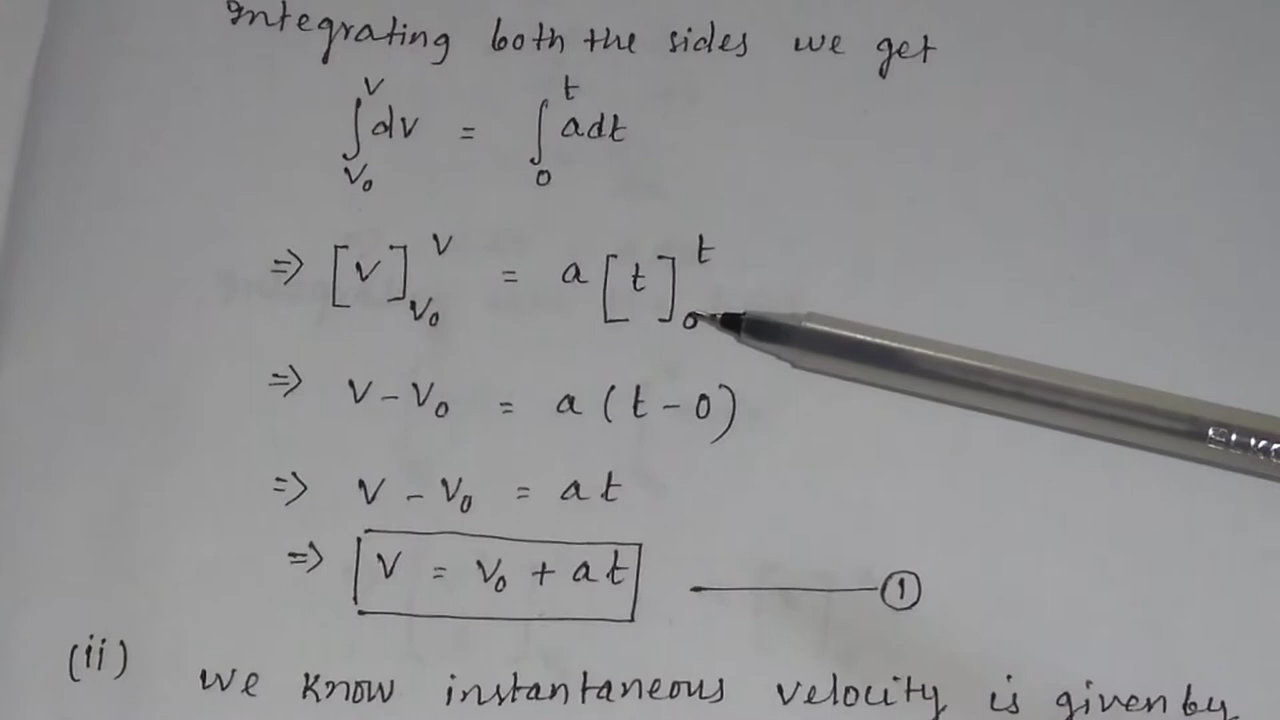 Integrating both the sides we get
∫_{V₀}^{V} dv = ∫_{0}^{t} adt
=> [V]_{V₀}^{V} = a[t]_{0}^{t}
=> V - V₀ = a(t - 0)
=> V - V₀ = at
=> V = V₀ + at ——— ①
(ii) we know instantaneous velocity is given by